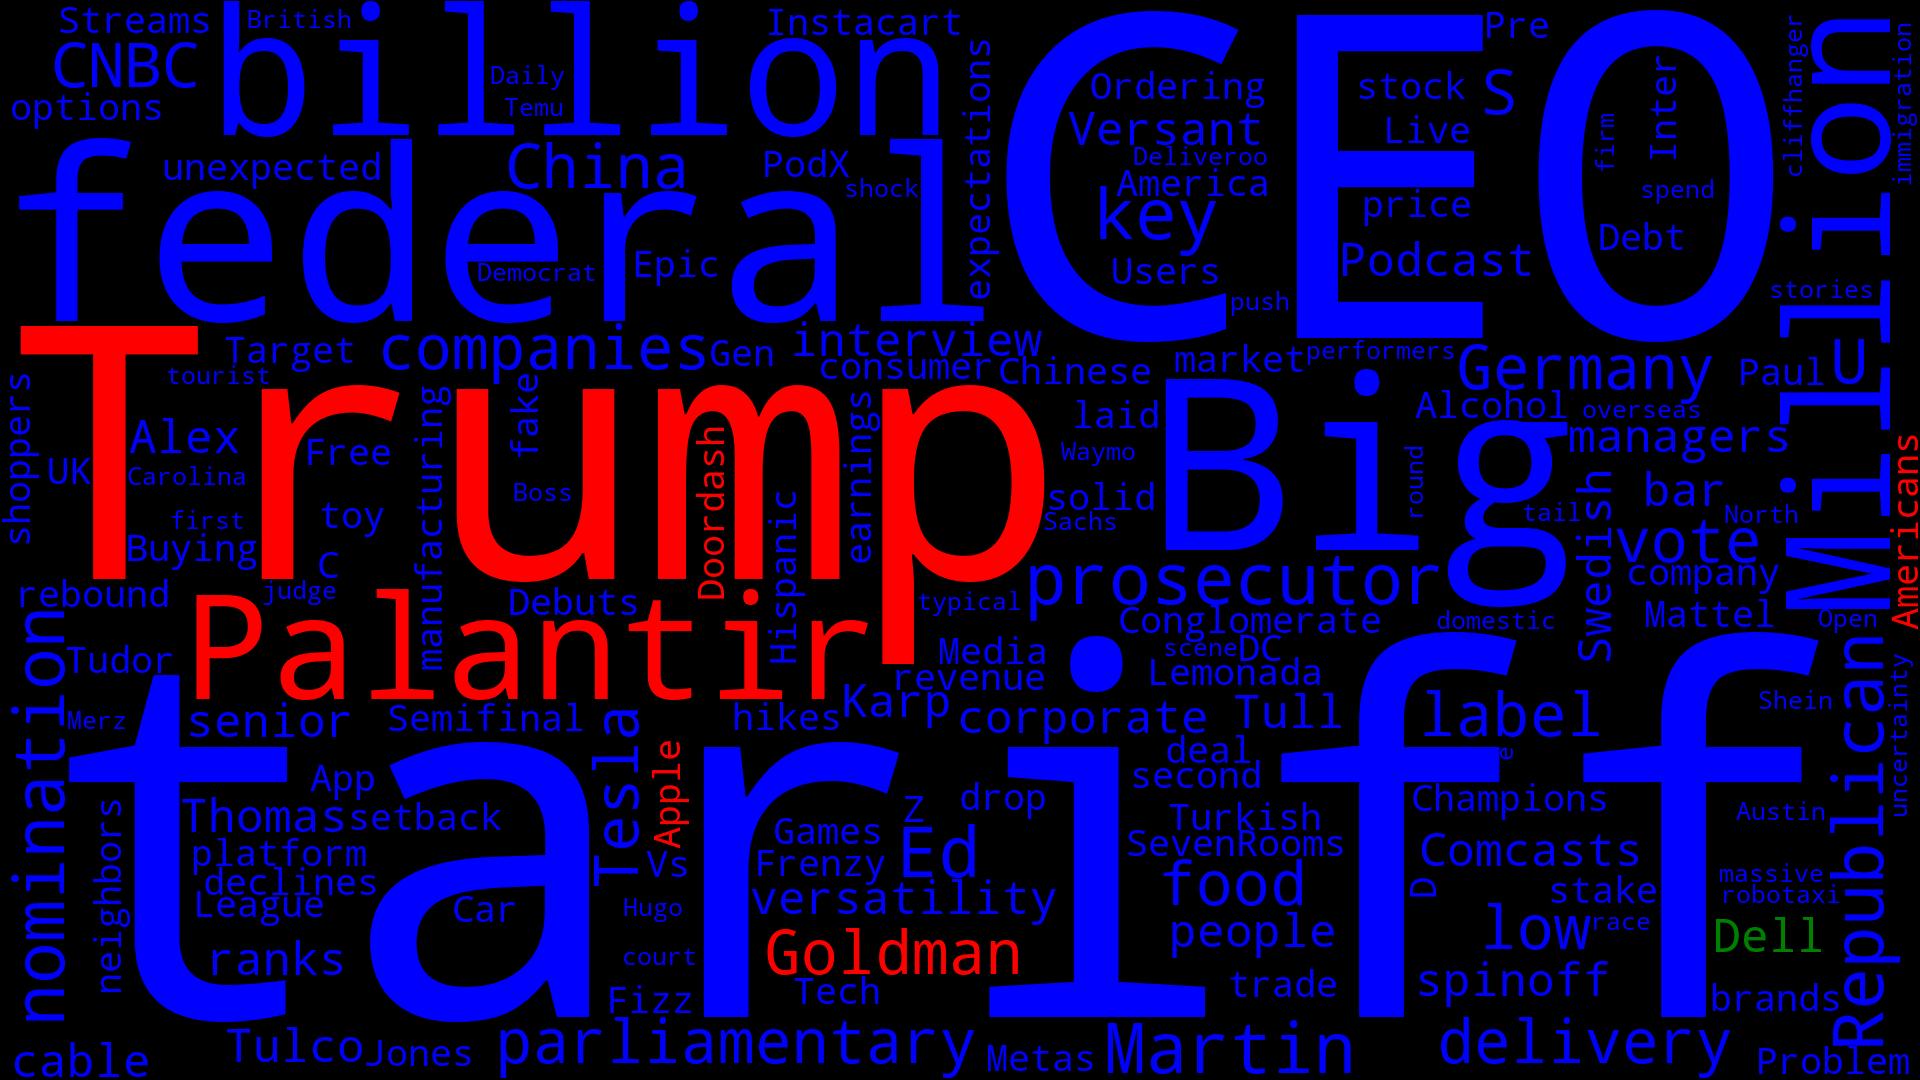 Streams
British
CNBC
options
billion
Daily
Temu
Instacart
expectations
CEO
Ordering
Versant
Deliveroo
America
key
Users
push
Pre
stock
S
Live
price
Podcast
firm
Inter
spend
Debt
cliffhanger
immigration
Million
stories
federal
unexpected
China
PodX
shock
Democrat
Epic
Trump
Target
tourist
companies
Gen
interview
consumer
Chinese
market
performers
Germany
Paul
U
shoppers
Alex
UK
Carolina
Free
first
toy
Buying
C
rebound
judge
manufacturing
fake
Boss
Doordash
Hispanic
earnings
laid
Waymo
solid
Sachs
Big
round
Alcohol
overseas
managers
tail
Swedish
bar
North
vote
company
Mattel
Open
Americans
Palantir
Debuts
typical
prosecutor
Conglomerate
domestic
nomination
Tudor
Media
revenue
scene
DC
Lemonada
Merz
senior
Semifinal
hikes
Karp
corporate
Tull
label
Shein
uncertainty
Republican
tariff
Tesla
Apple
App
Thomas
setback
platform
declines
League
neighbors
ranks
Car
Vs
Hugo
court
Fizz
Games
Z
Frenzy
Ed
versatility
Goldman
Tech
drop
deal
second
Turkish
SevenRooms
food
people
trade
e
Champions
Comcasts
D
stake
low
race
spinoff
Austin
massive
robotaxi
Dell
brands
cable
Tulco
Jones
parliamentary
Metas
Martin
delivery
Problem